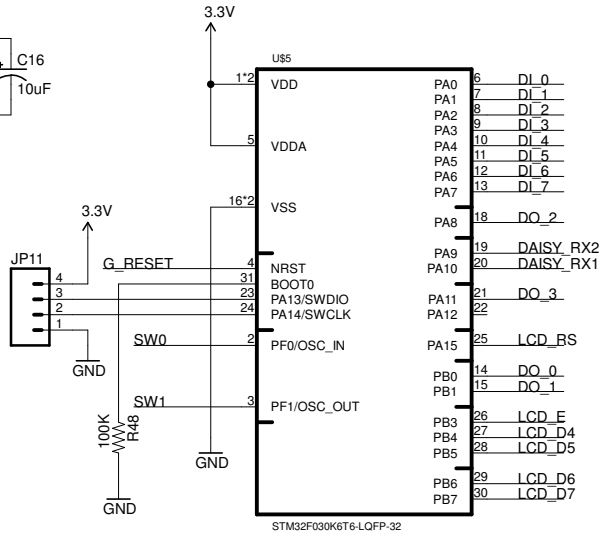 3.3V
C16
10uF
U$5
1*2 VDD
5 VDDA
16*2 VSS
G_RESET 4 NRST
31 BOOT0
23 PA13/SWDIO
24 PA14/SWCLK
SW0 2 PF0/OSC_IN
SW1 3 PF1/OSC_OUT
PA0 6 DI_0
PA1 7 DI_1
PA2 8 DI_2
PA3 9 DI_3
PA4 10 DI_4
PA5 11 DI_5
PA6 12 DI_6
PA7 13 DI_7
PA8 18 DO_2
PA9 19 DAISY_RX2
PA10 20 DAISY_RX1
PA11 21 DO_3
PA12 22
PA15 25 LCD_RS
PB0 14 DO_0
PB1 15 DO_1
PB3 26 LCD_E
PB4 27 LCD_D4
PB5 28 LCD_D5
PB6 29 LCD_D6
PB7 30 LCD_D7
3.3V
JP11
4
3
2
1
GND
100K
R48
GND
GND
STM32F030K6T6-LQFP-32